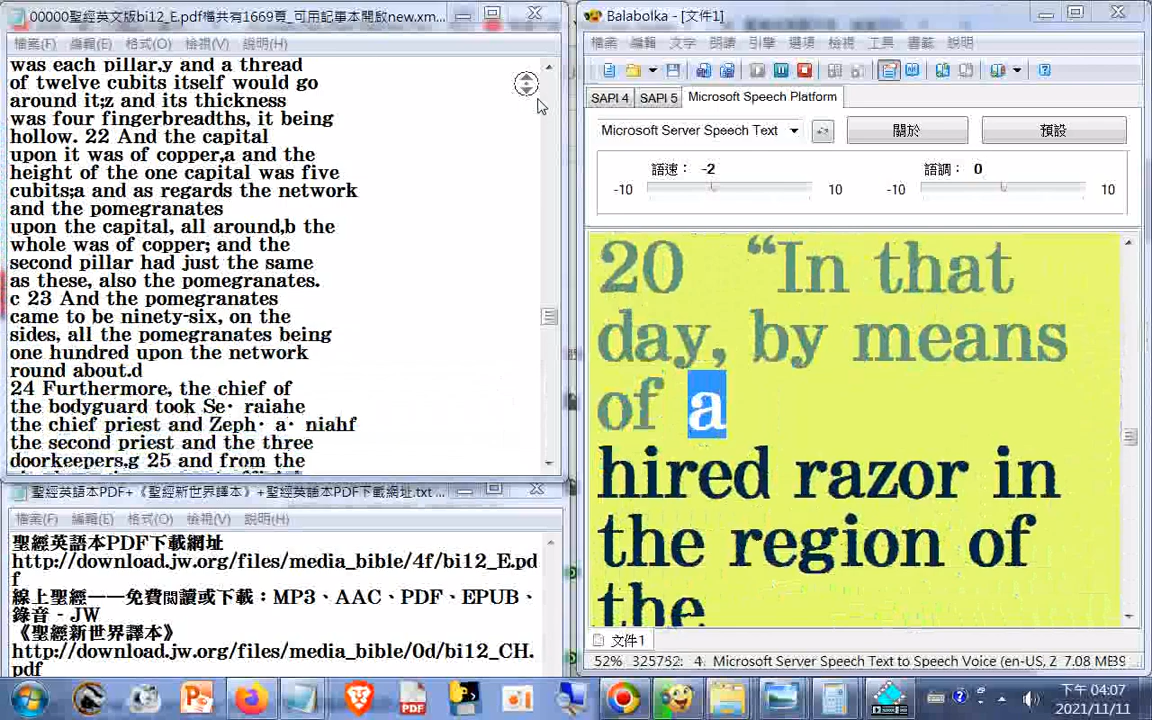 00000聖經英文版bi12_E.pdf檔共有1669頁_可用記事本開啟new.xm...
檔案(F) 編輯(E) 格式(O) 檢視(V) 說明(H)
was each pillar,y and a thread
of twelve cubits itself would go
around it;z and its thickness
was four fingerbreadths, it being
hollow. 22 And the capital
upon it was of copper,a and the
height of the one capital was five
cubits;a and as regards the network
and the pomegranates
upon the capital, all around,b the
whole was of copper; and the
second pillar had just the same
as these, also the pomegranates.
c 23 And the pomegranates
came to be ninety-six, on the
sides, all the pomegranates being
one hundred upon the network
round about.d
24 Furthermore, the chief of
the bodyguard took Se· raiahe
the chief priest and Zeph· a· niahf
the second priest and the three
doorkeepers,g 25 and from the
聖經英語本PDF+《聖經新世界譯本》+聖經英語本PDF下載網址.txt ...
檔案(F) 編輯(E) 格式(O) 檢視(V) 說明(H)
聖經英語本PDF下載網址
http://download.jw.org/files/media_bible/4f/bi12_E.pd
f
線上聖經——免費閱讀或下載：MP3、AAC、PDF、EPUB、
錄音 - JW
《聖經新世界譯本》
http://download.jw.org/files/media_bible/0d/bi12_CH.
pdf
Balabolka - [文件1]
檔案 編輯 文字 朗讀 引擎 選項 檢視 工具 書籤 說明
SAPI 4 SAPI 5 Microsoft Speech Platform
Microsoft Server Speech Text 關於 預設
語速： -2 語調： 0
-10 10 -10 10
20 “In that
day, by means
of a
hired razor in
the region of
the
文件1
52% 325752: 4. Microsoft Server Speech Text to Speech Voice (en-US, Z 7.08 MB
下午 04:07
2021/11/11